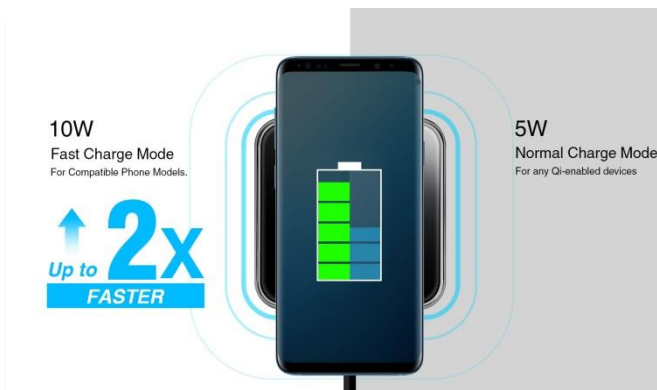 10W
Fast Charge Mode
For Compatible Phone Models.
Up to 2x
FASTER
5W
Normal Charge Mode
For any Qi-enabled devices